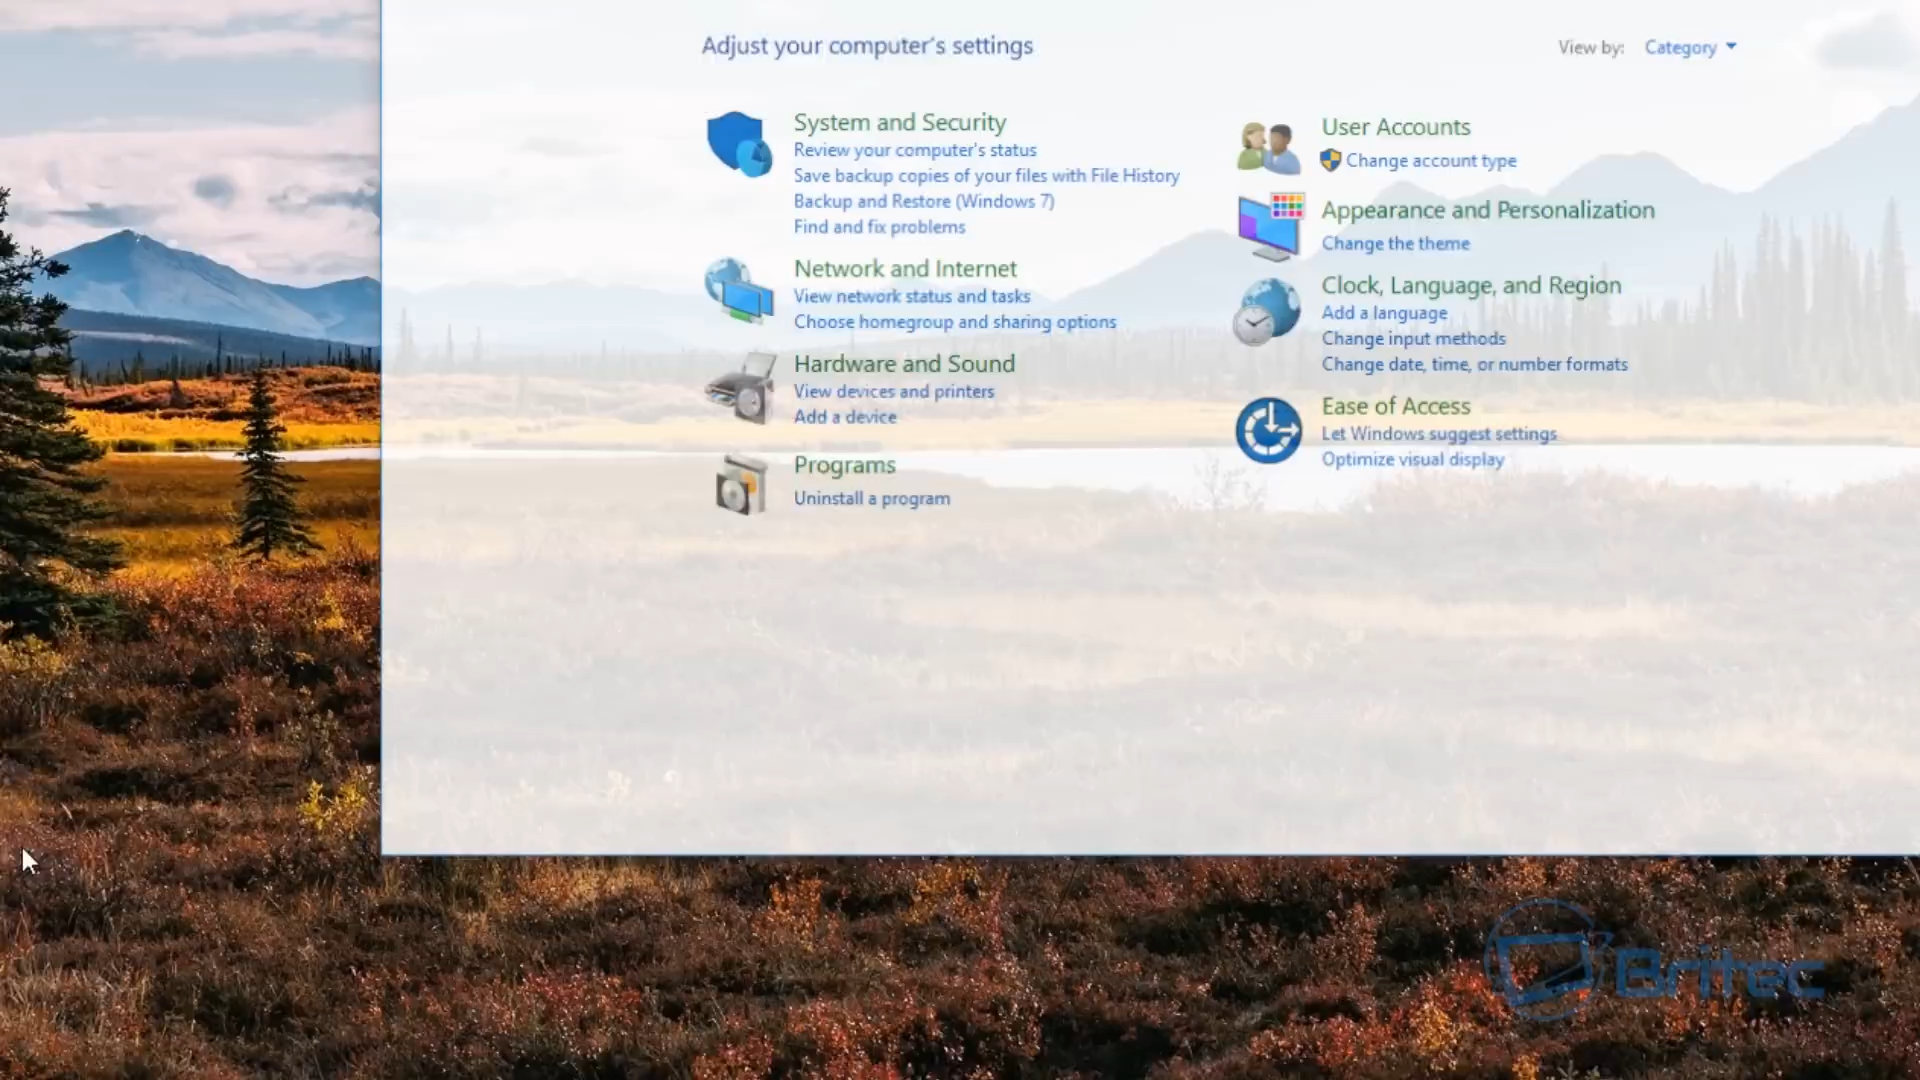 Adjust your computer's settings
View by: Category
System and Security
Review your computer's status
Save backup copies of your files with File History
Backup and Restore (Windows 7)
Find and fix problems
Network and Internet
View network status and tasks
Choose homegroup and sharing options
Hardware and Sound
View devices and printers
Add a device
Programs
Uninstall a program
User Accounts
Change account type
Appearance and Personalization
Change the theme
Clock, Language, and Region
Add a language
Change input methods
Change date, time, or number formats
Ease of Access
Let Windows suggest settings
Optimize visual display
Britec